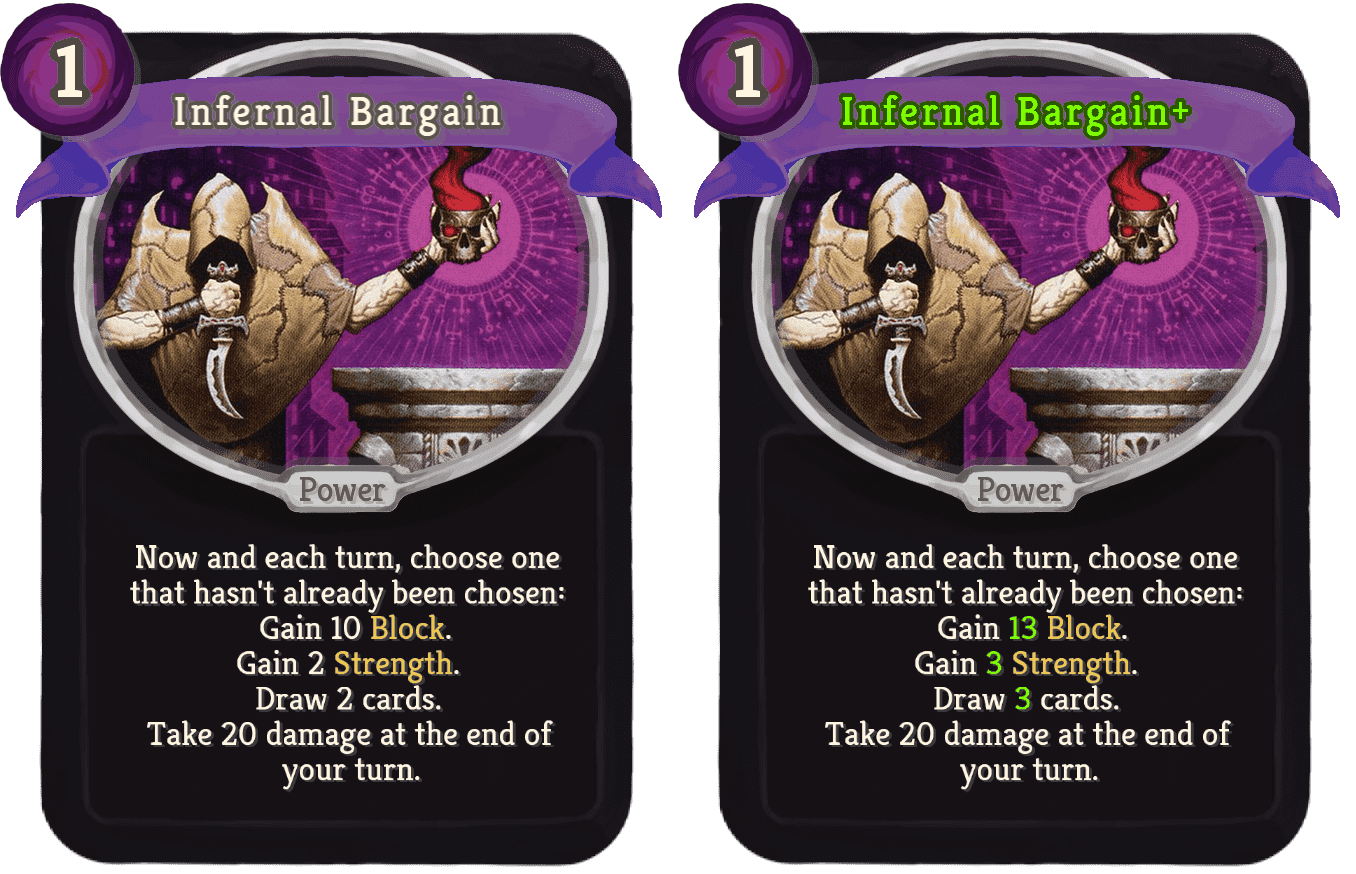 1
Infernal Bargain
Power
Now and each turn, choose one
that hasn't already been chosen:
Gain 10 Block.
Gain 2 Strength.
Draw 2 cards.
Take 20 damage at the end of
your turn.
1
Infernal Bargain+
Power
Now and each turn, choose one
that hasn't already been chosen:
Gain 13 Block.
Gain 3 Strength.
Draw 3 cards.
Take 20 damage at the end of
your turn.